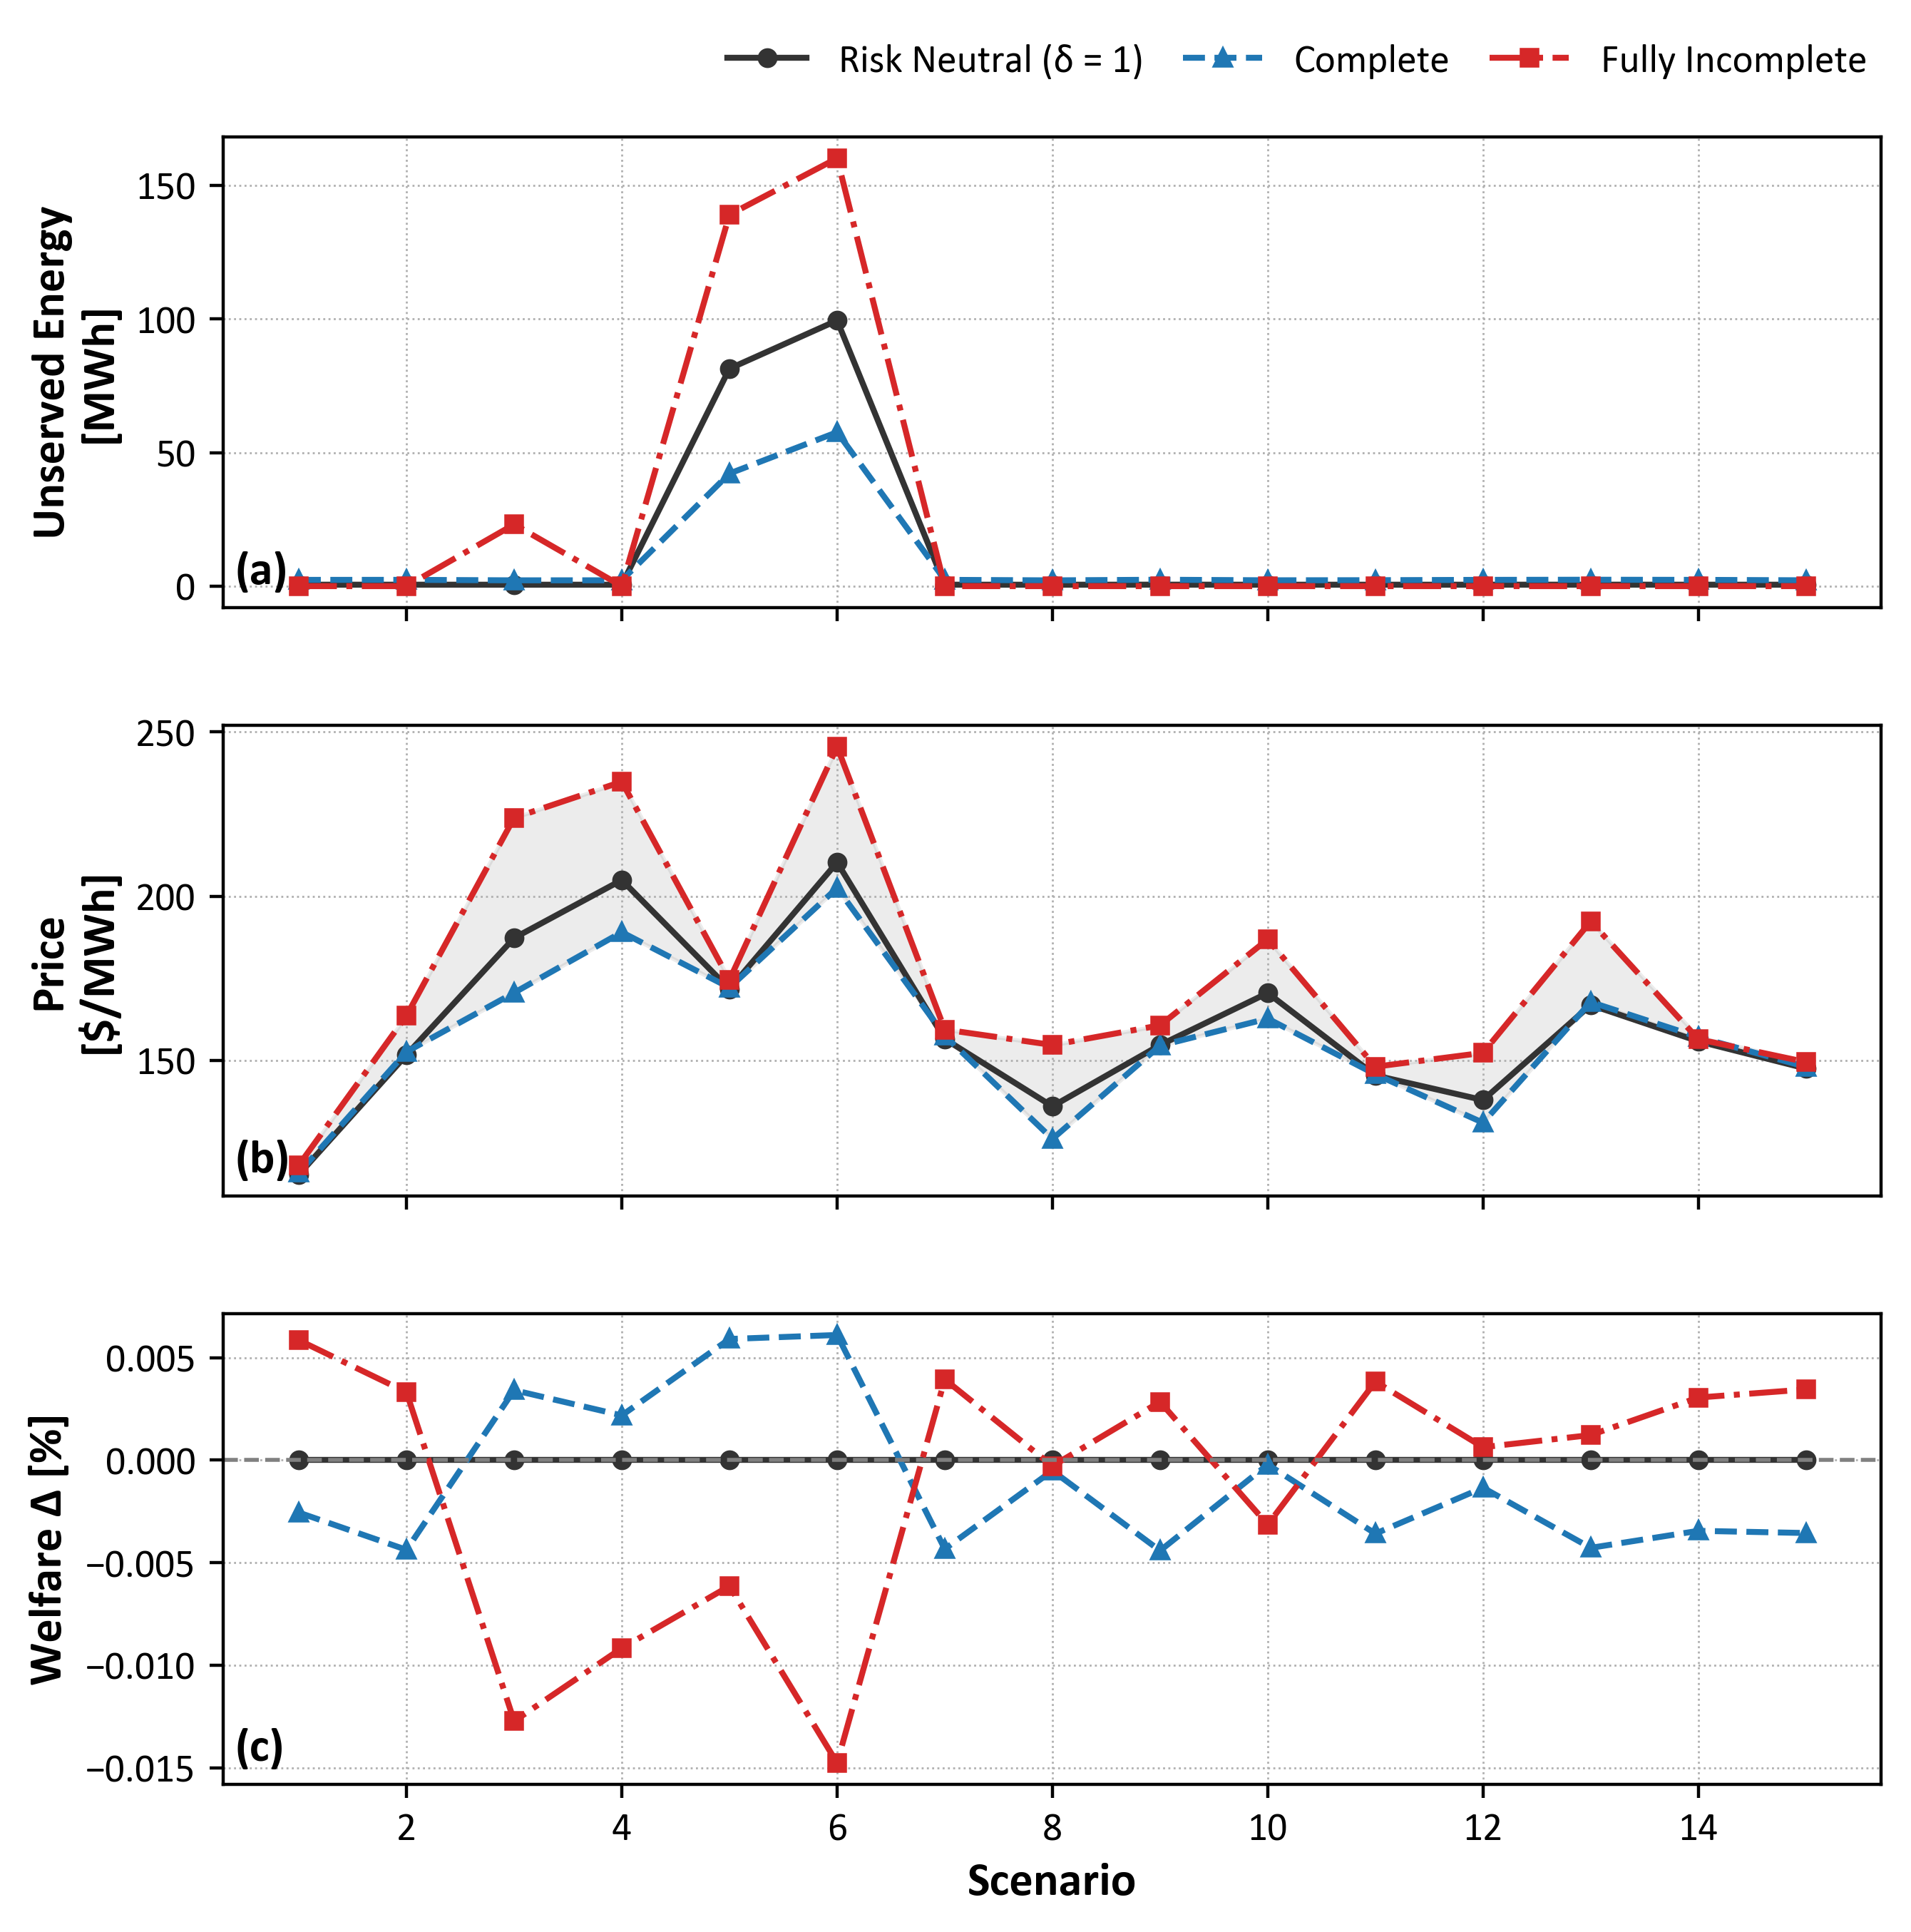 Risk Neutral (δ = 1) Complete Fully Incomplete
Unserved Energy
[MWh]
150
100
50
0
(a)
Price
[$/MWh]
250
200
150
(b)
Welfare Δ [%]
0.005
0.000
−0.005
−0.010
−0.015
(c)
2 4 6 8 10 12 14
Scenario